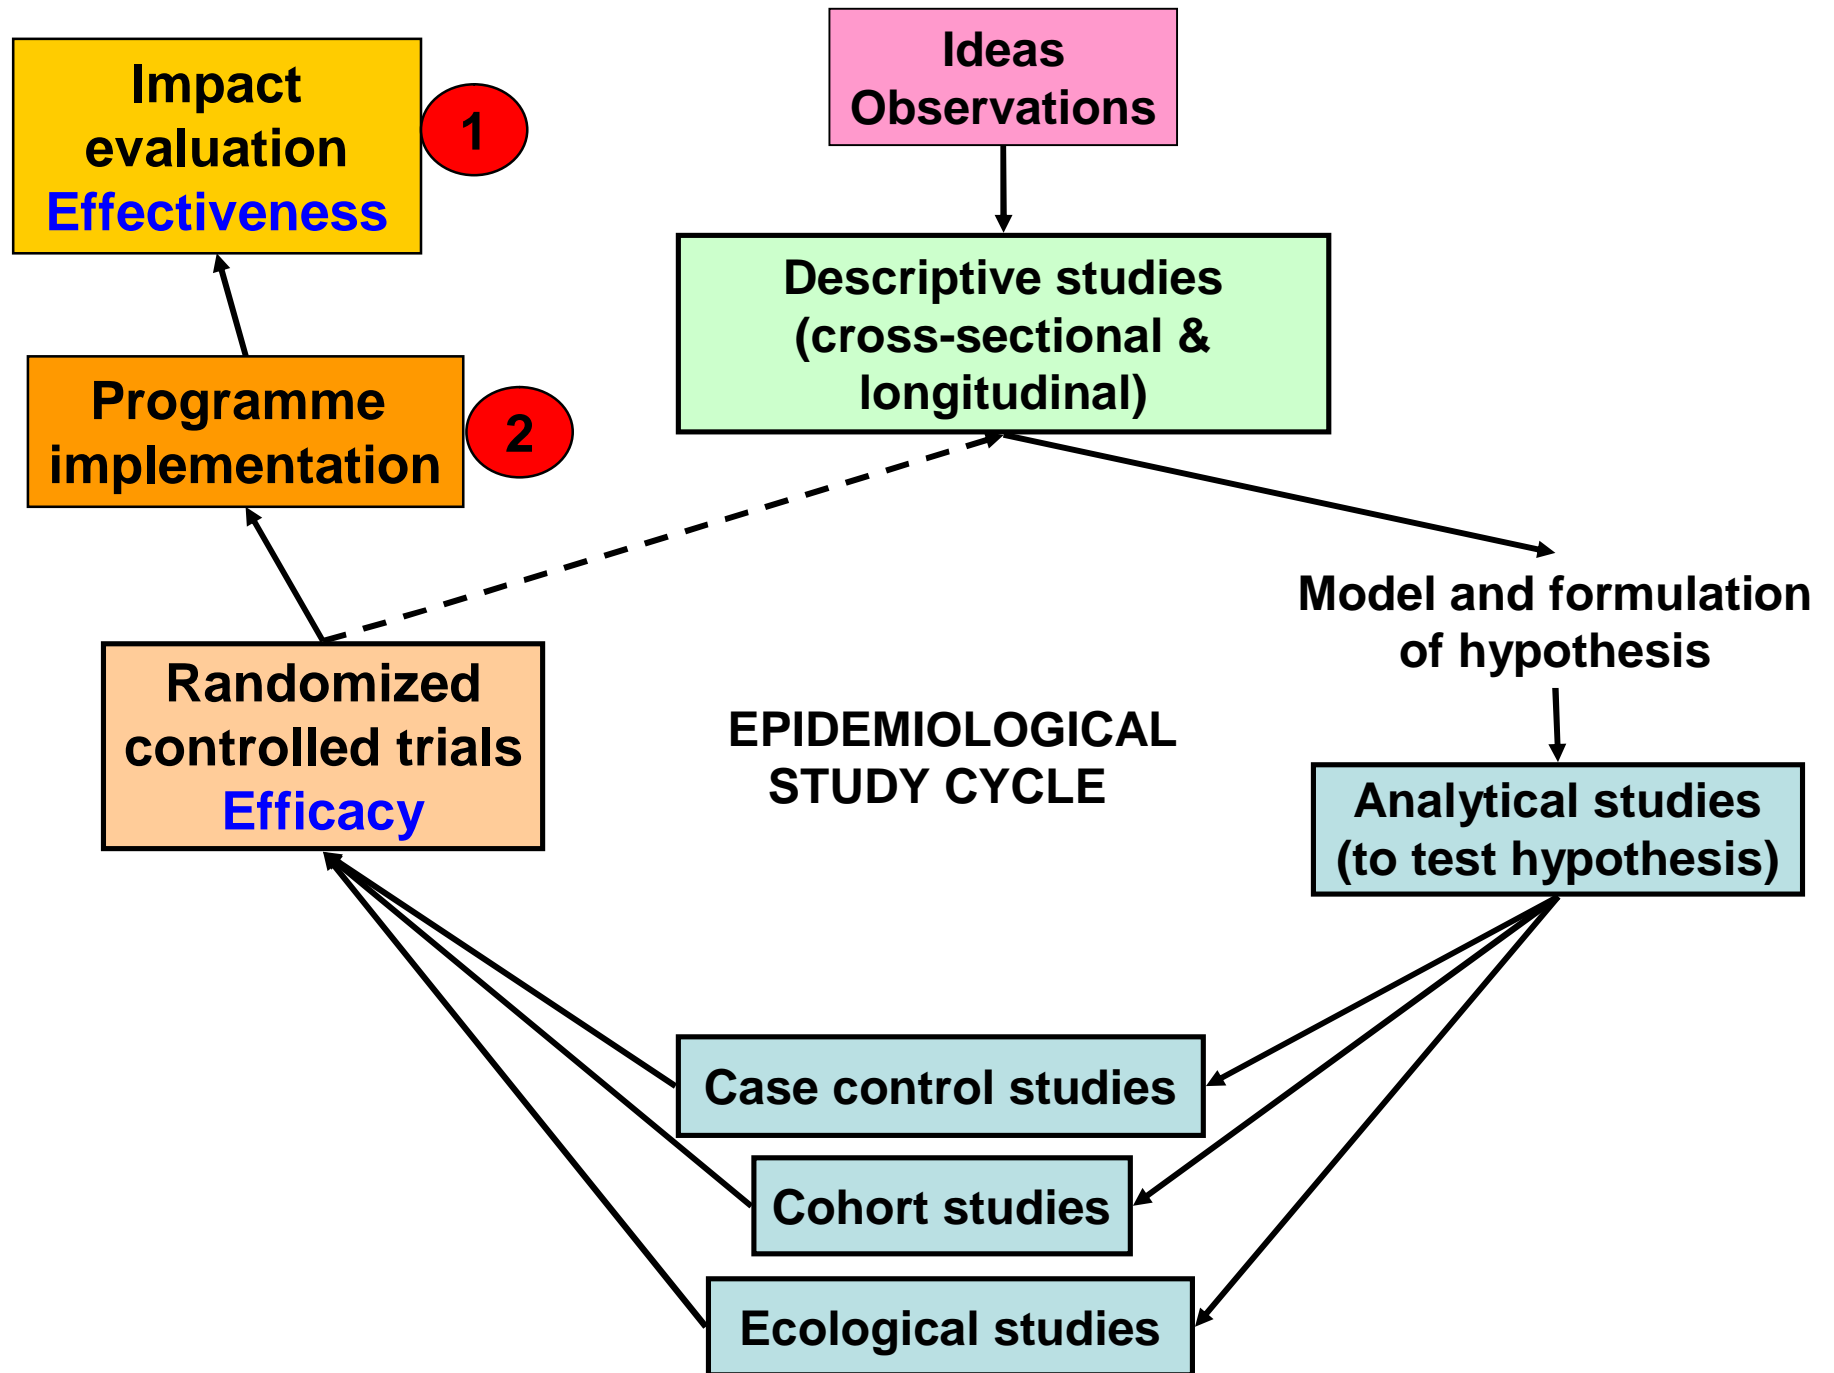 Ideas
Observations
Impact
evaluation
Effectiveness
1
Descriptive studies
(cross-sectional &
longitudinal)
Programme
implementation
2
Model and formulation
of hypothesis
Randomized
controlled trials
Efficacy
EPIDEMIOLOGICAL
STUDY CYCLE
Analytical studies
(to test hypothesis)
Case control studies
Cohort studies
Ecological studies